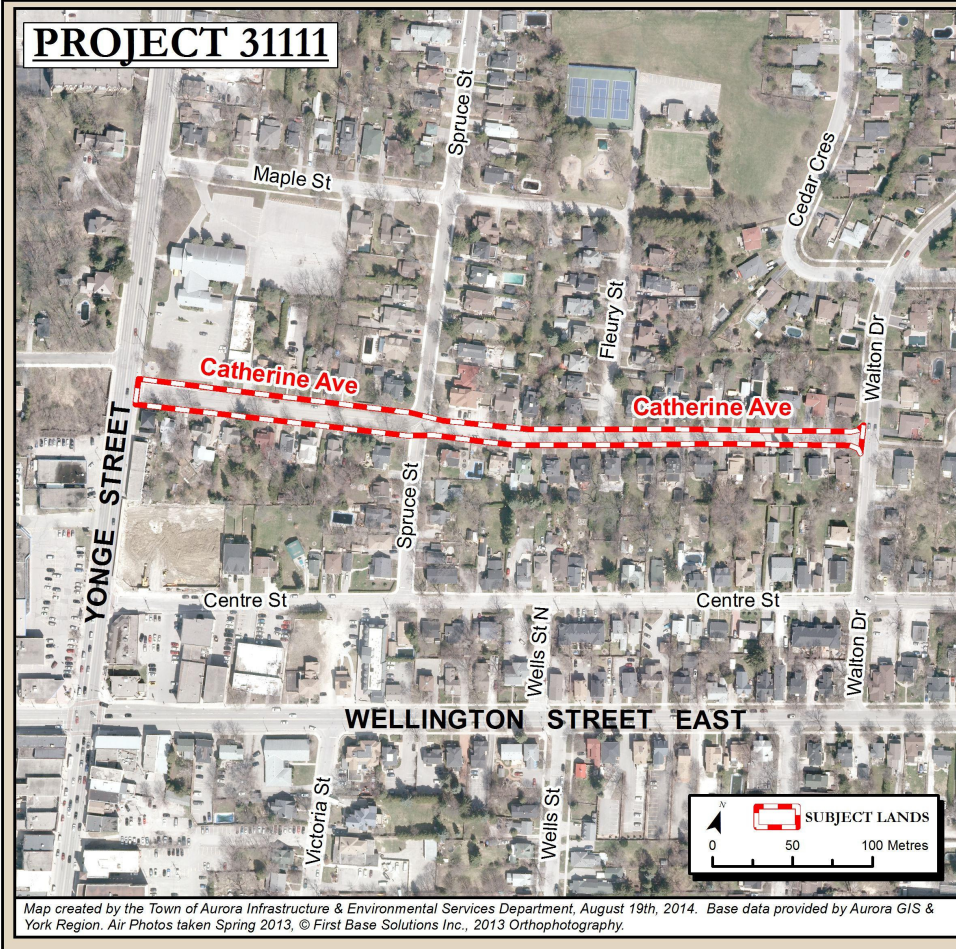 PROJECT 31111
Spruce St
Maple St
Cedar Cres
Fleury St
Walton Dr
Catherine Ave
Catherine Ave
YONGE STREET
Spruce St
Centre St
Centre St
Wells St N
Walton Dr
WELLINGTON STREET EAST
Victoria St
Wells St
N
SUBJECT LANDS
0 50 100 Metres
Map created by the Town of Aurora Infrastructure & Environmental Services Department, August 19th, 2014. Base data provided by Aurora GIS &
York Region. Air Photos taken Spring 2013, © First Base Solutions Inc., 2013 Orthophotography.